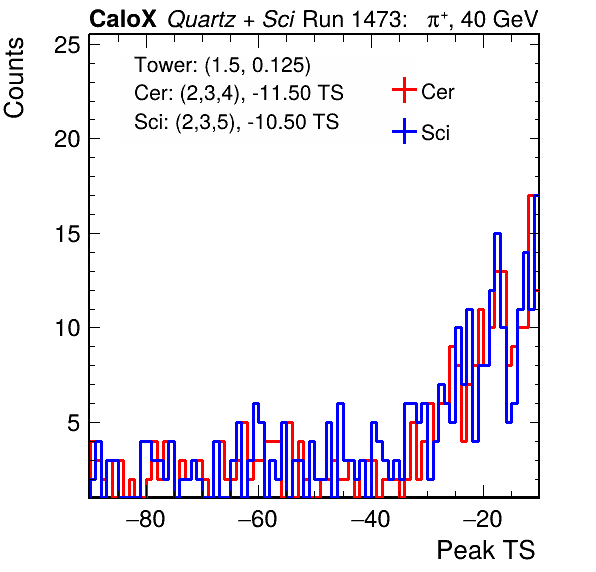 CaloX Quartz + Sci Run 1473: π⁺, 40 GeV
Counts
Tower: (1.5, 0.125)
Cer: (2,3,4), -11.50 TS
Sci: (2,3,5), -10.50 TS
Cer
Sci
25
20
15
10
5
−80 −60 −40 −20
Peak TS